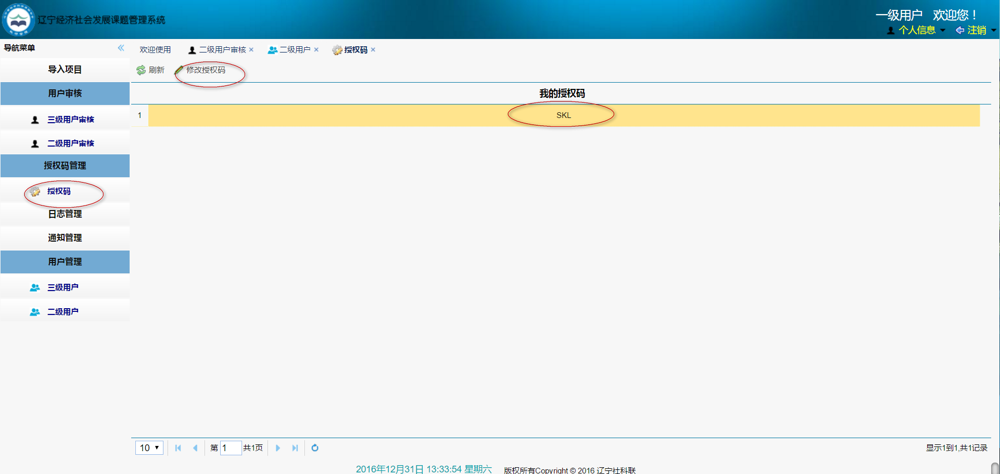 辽宁经济社会发展课题管理系统
一级用户 欢迎您！
个人信息 注销
导航菜单
导入项目
用户审核
三级用户审核
二级用户审核
授权码管理
授权码
日志管理
通知管理
用户管理
三级用户
二级用户
欢迎使用 二级用户审核 二级用户 授权码
刷新 修改授权码
我的授权码
1 SKL
10 第 1 共1页
显示1到1,共1记录
2016年12月31日 13:33:54 星期六 版权所有Copyright © 2016 辽宁社科联